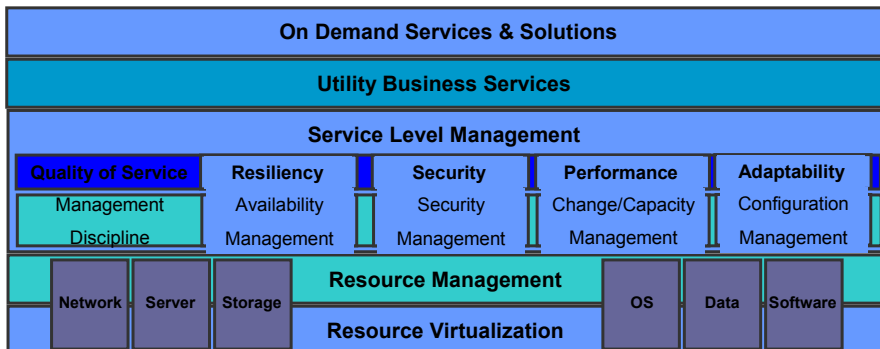 On Demand Services & Solutions
Utility Business Services
Service Level Management
Quality of Service Resiliency Security Performance Adaptability
Management Availability Security Change/Capacity Configuration
Discipline Management Management Management Management
Resource Management
Network Server Storage OS Data Software
Resource Virtualization